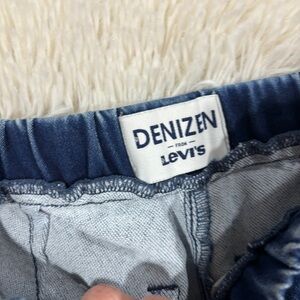 DENIZEN
— FROM —
LEVI'S